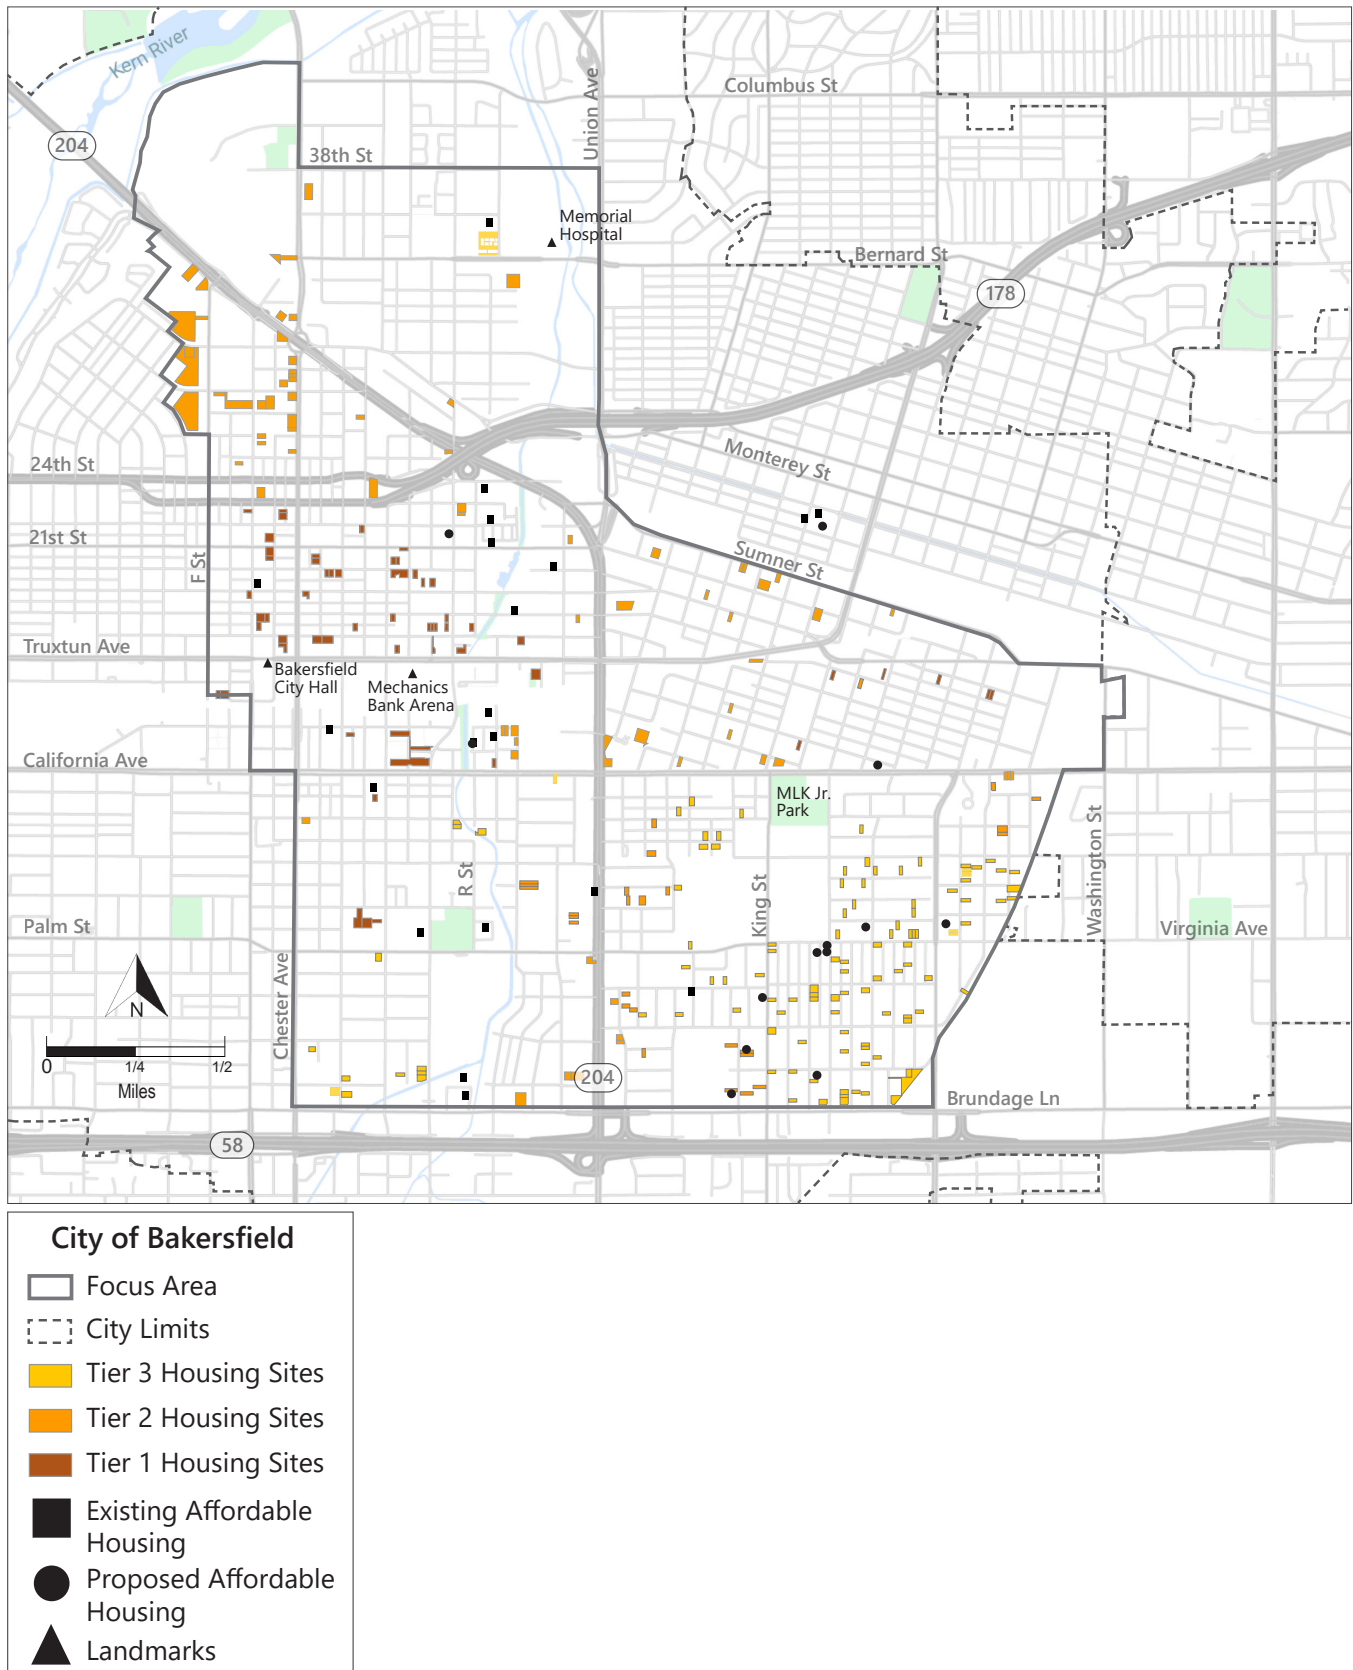 Kern River
Columbus St
Union Ave
204
38th St
Memorial
Hospital
Bernard St
178
24th St
Monterey St
21st St
F St
Sumner St
Truxtun Ave
Bakersfield
City Hall
Mechanics
Bank Arena
California Ave
MLK Jr.
Park
Washington St
R St
King St
Palm St
Virginia Ave
Chester Ave
N
0
1/4
1/2
Miles
204
Brundage Ln
58
City of Bakersfield
Focus Area
City Limits
Tier 3 Housing Sites
Tier 2 Housing Sites
Tier 1 Housing Sites
Existing Affordable
Housing
Proposed Affordable
Housing
Landmarks